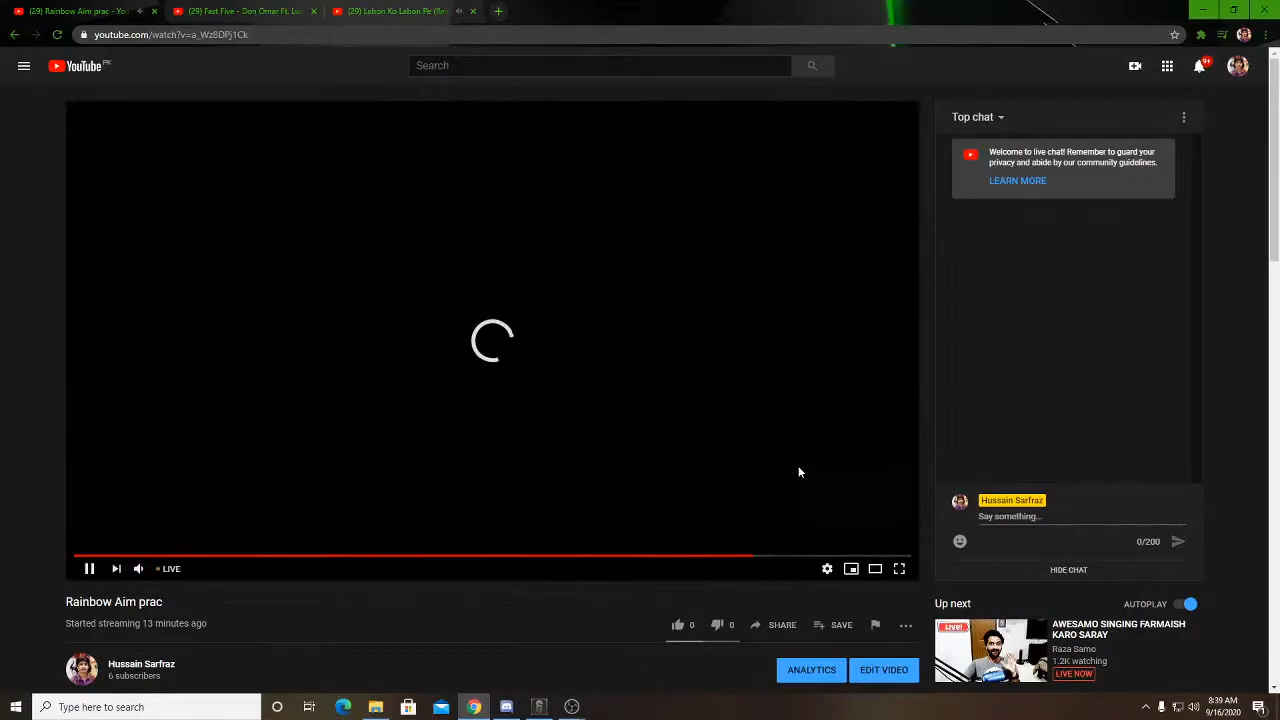 (29) Rainbow Aim prac - You
(29) Fast Five - Don Omar Ft. Lu
(29) Labon Ko Labon Pe (Re
youtube.com/watch?v=a_Wz8DPj1Ck
YouTube PK
Search
9+
Top chat
Welcome to live chat! Remember to guard your
privacy and abide by our community guidelines.
LEARN MORE
Hussain Sarfraz
Say something...
0/200
HIDE CHAT
LIVE
Rainbow Aim prac
Started streaming 13 minutes ago
0
0
SHARE
SAVE
Hussain Sarfraz
6 subscribers
ANALYTICS
EDIT VIDEO
Up next
AUTOPLAY
Live!
AWESAMO SINGING FARMAISH
KARO SARAY
Raza Samo
1.2K watching
LIVE NOW
Type here to search
8:39 AM
9/16/2020